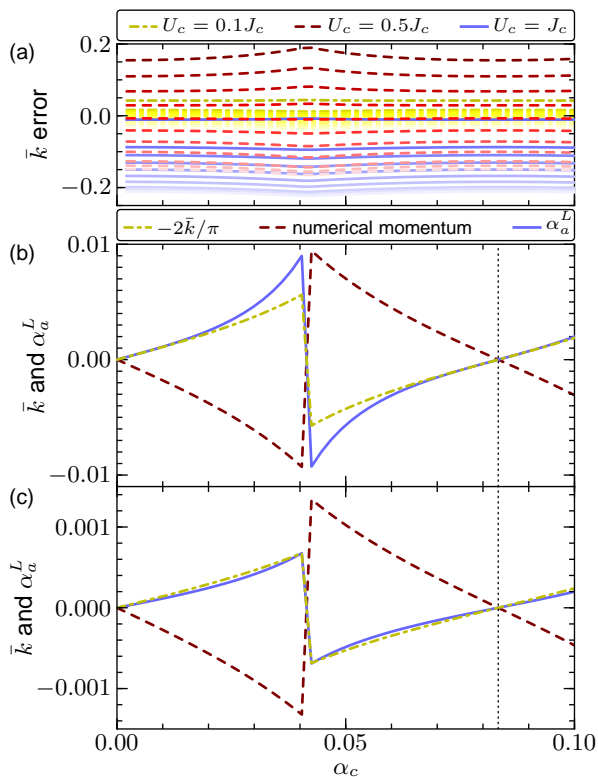 U_c = 0.1J_c U_c = 0.5J_c U_c = J_c
(a)
k̄ error
0.2
0.0
−0.2
−2k̄/π numerical momentum α_a^L
(b)
k̄ and α_a^L
0.01
0.00
−0.01
(c)
k̄ and α_a^L
0.001
0.000
−0.001
0.00 0.05 0.10
α_c